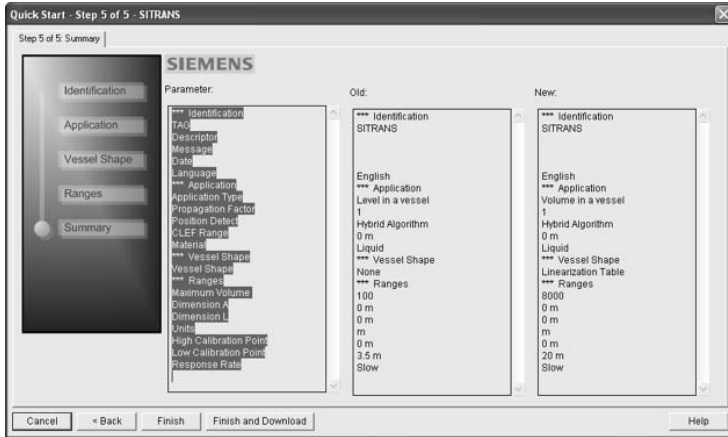 Quick Start - Step 5 of 5 - SITRANS
Step 5 of 5: Summary
Identification
Application
Vessel Shape
Ranges
Summary
SIEMENS
Parameter:
*** Identification
TAG
Descriptor
Message
Date
Language
*** Application
Application Type
Propagation Factor
Position Detect
CLEF Range
Material
*** Vessel Shape
Vessel Shape
*** Ranges
Maximum Volume
Dimension A
Dimension L
Units
High Calibration Point
Low Calibration Point
Response Rate
Old:
*** Identification
SITRANS
English
*** Application
Level in a vessel
1
Hybrid Algorithm
0 m
Liquid
*** Vessel Shape
None
*** Ranges
100
0 m
0 m
m
0 m
3.5 m
Slow
New:
*** Identification
SITRANS
English
*** Application
Volume in a vessel
1
Hybrid Algorithm
0 m
Liquid
*** Vessel Shape
Linearization Table
*** Ranges
8000
0 m
0 m
m
0 m
20 m
Slow
Cancel
< Back
Finish
Finish and Download
Help